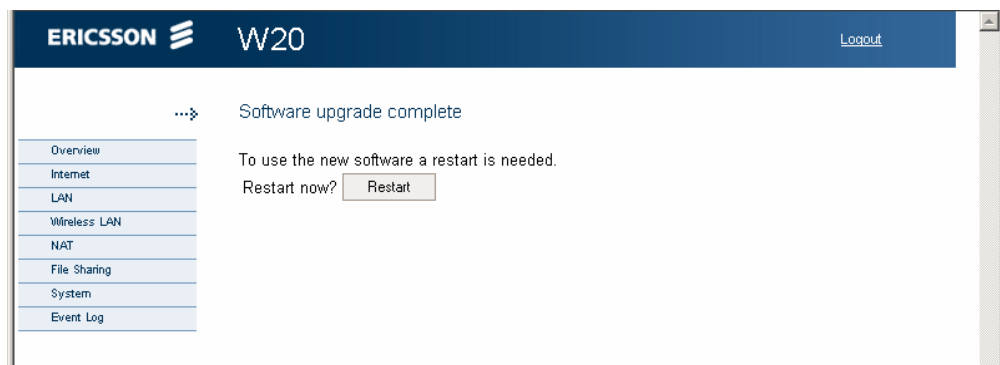 ERICSSON W20 Logout
Software upgrade complete
Overview
Internet
LAN
Wireless LAN
NAT
File Sharing
System
Event Log
To use the new software a restart is needed.
Restart now? Restart